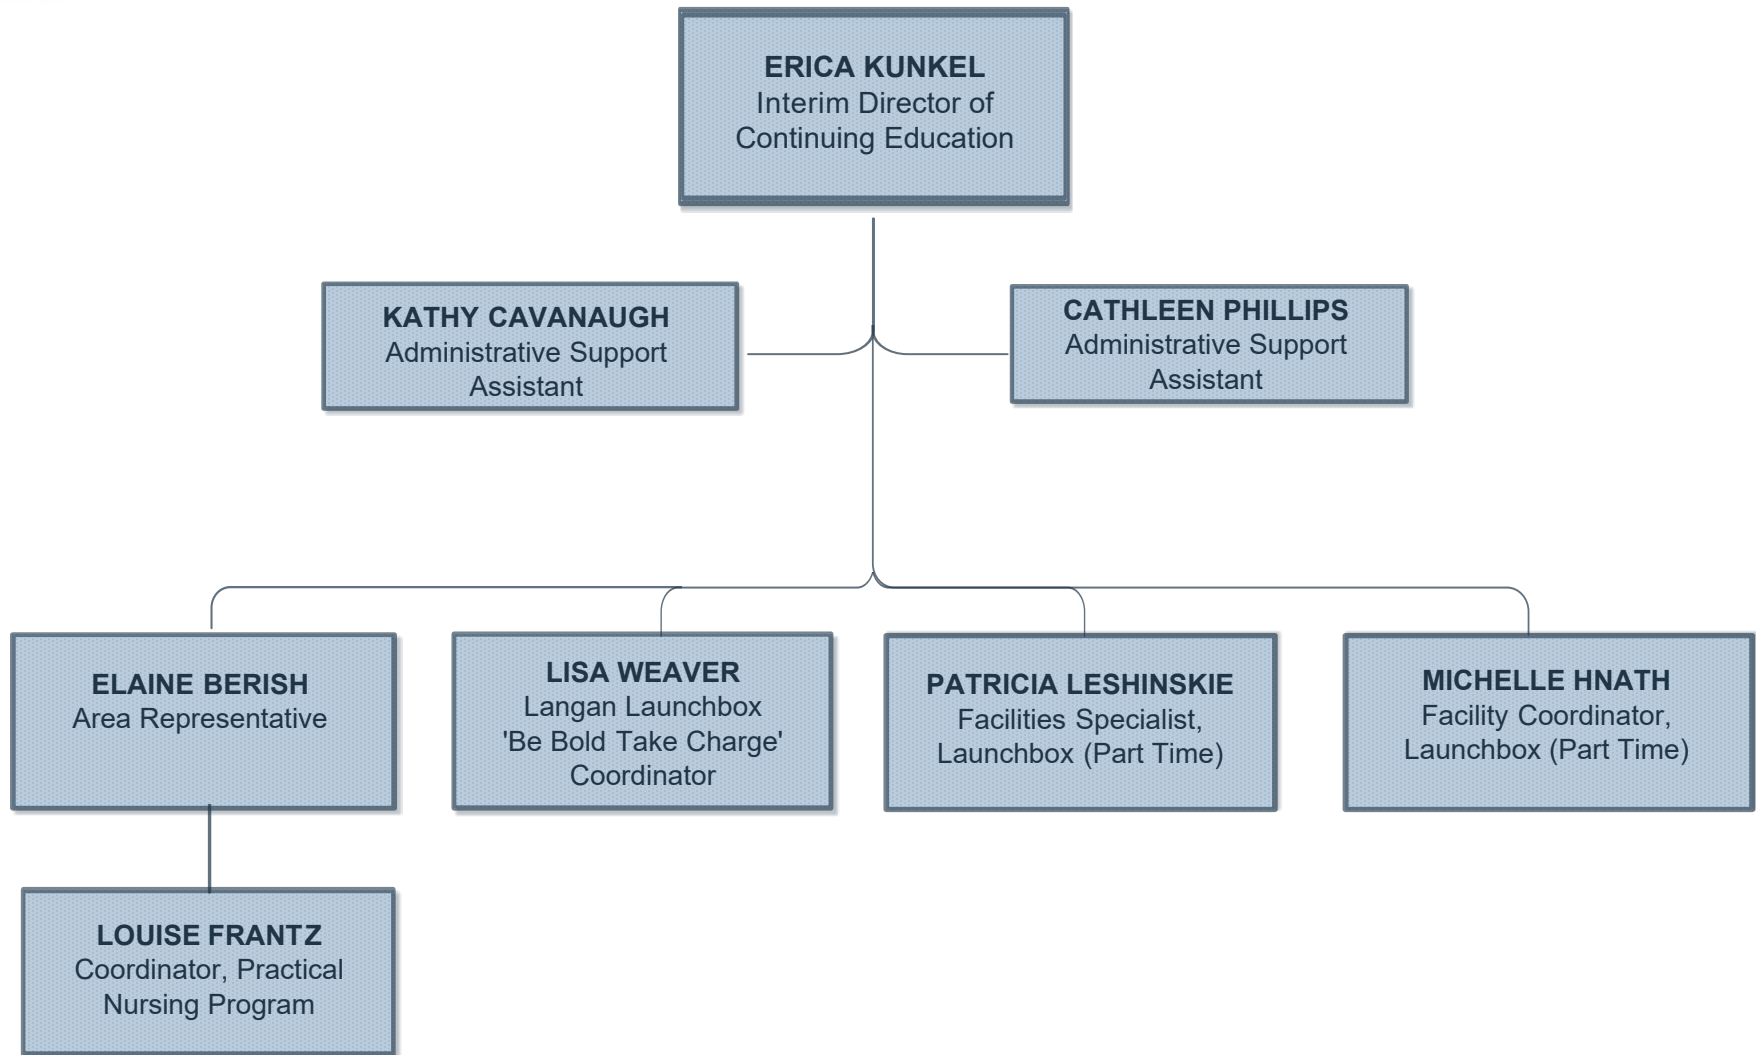 ERICA KUNKEL
Interim Director of
Continuing Education
KATHY CAVANAUGH
Administrative Support
Assistant
CATHLEEN PHILLIPS
Administrative Support
Assistant
ELAINE BERISH
Area Representative
LISA WEAVER
Langan Launchbox
'Be Bold Take Charge'
Coordinator
PATRICIA LESHINSKIE
Facilities Specialist,
Launchbox (Part Time)
MICHELLE HNATH
Facility Coordinator,
Launchbox (Part Time)
LOUISE FRANTZ
Coordinator, Practical
Nursing Program